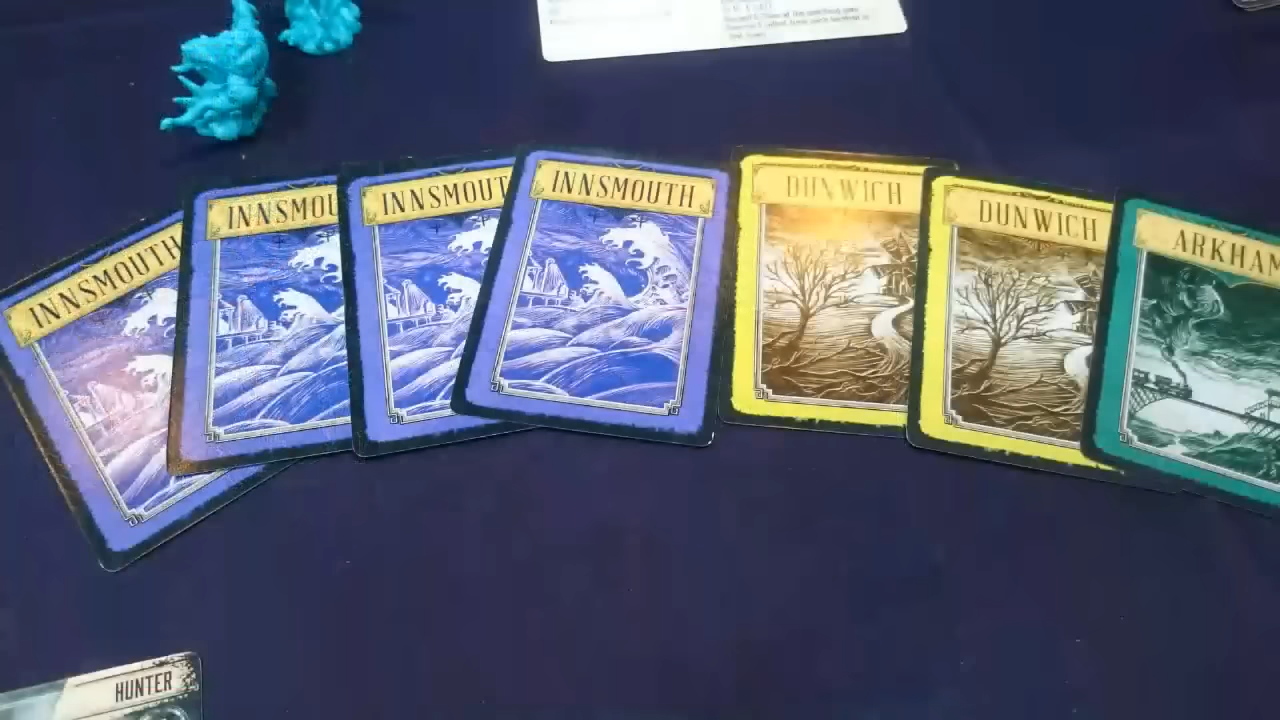 INNSMOUTH
INNSMOU
INNSMOUT
INNSMOUTH
DUNWICH
DUNWICH
ARKHAM
HUNTER